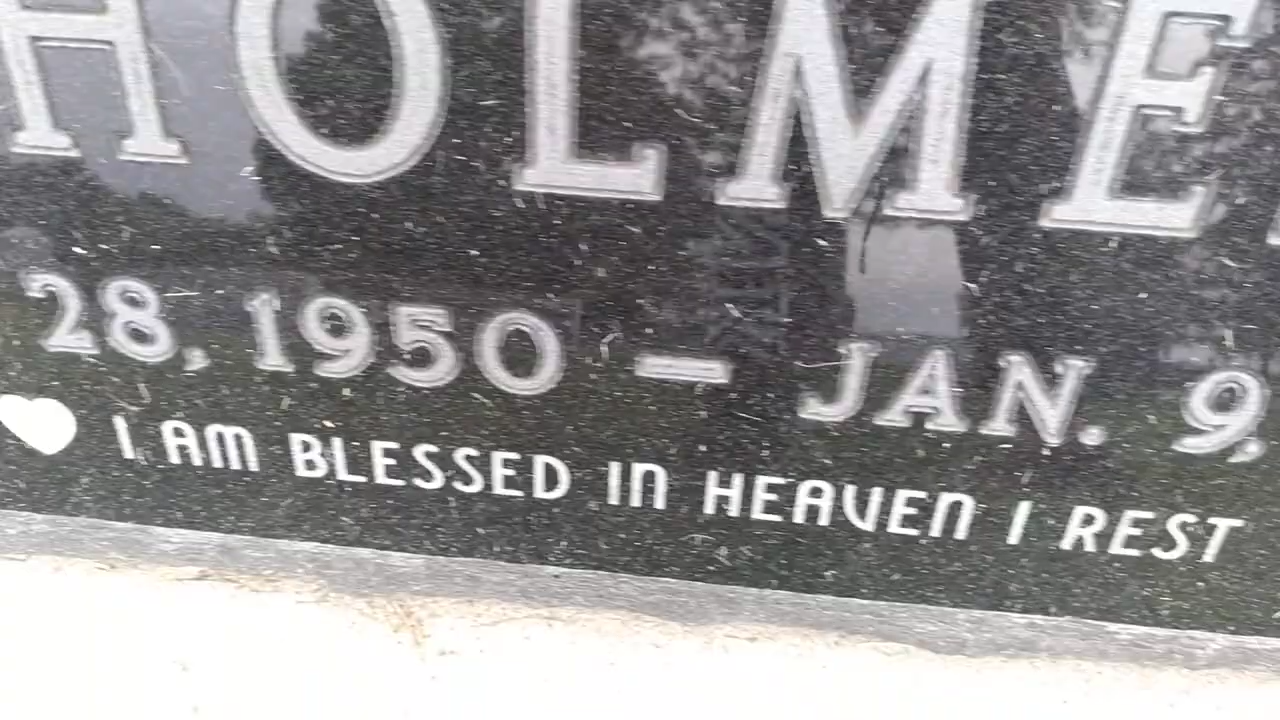 HOLME
28, 1950 – JAN. 9,
I AM BLESSED IN HEAVEN I REST